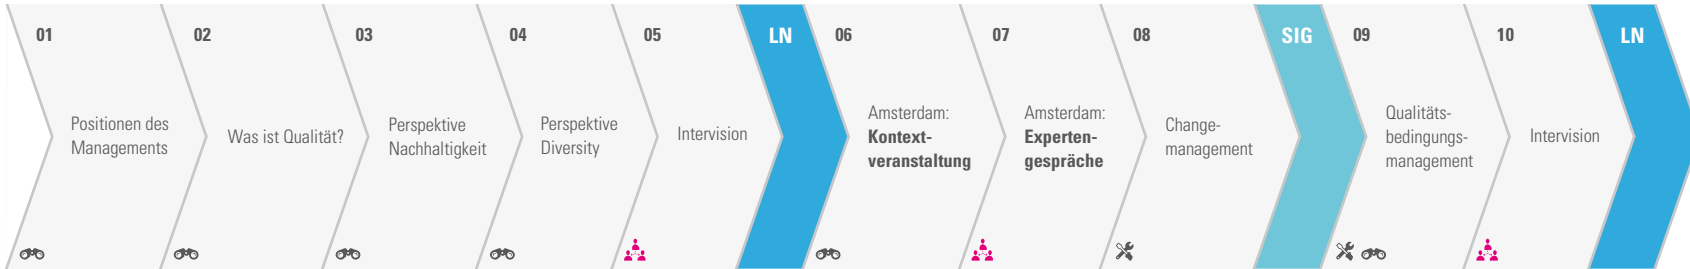 01
Positionen des
Managements
02
Was ist Qualität?
03
Perspektive
Nachhaltigkeit
04
Perspektive
Diversity
05
Intervision
LN
06
Amsterdam:
Kontext-
veranstaltung
07
Amsterdam:
Experten-
gespräche
08
Change-
management
SIG
09
Qualitäts-
bedingungs-
management
10
Intervision
LN